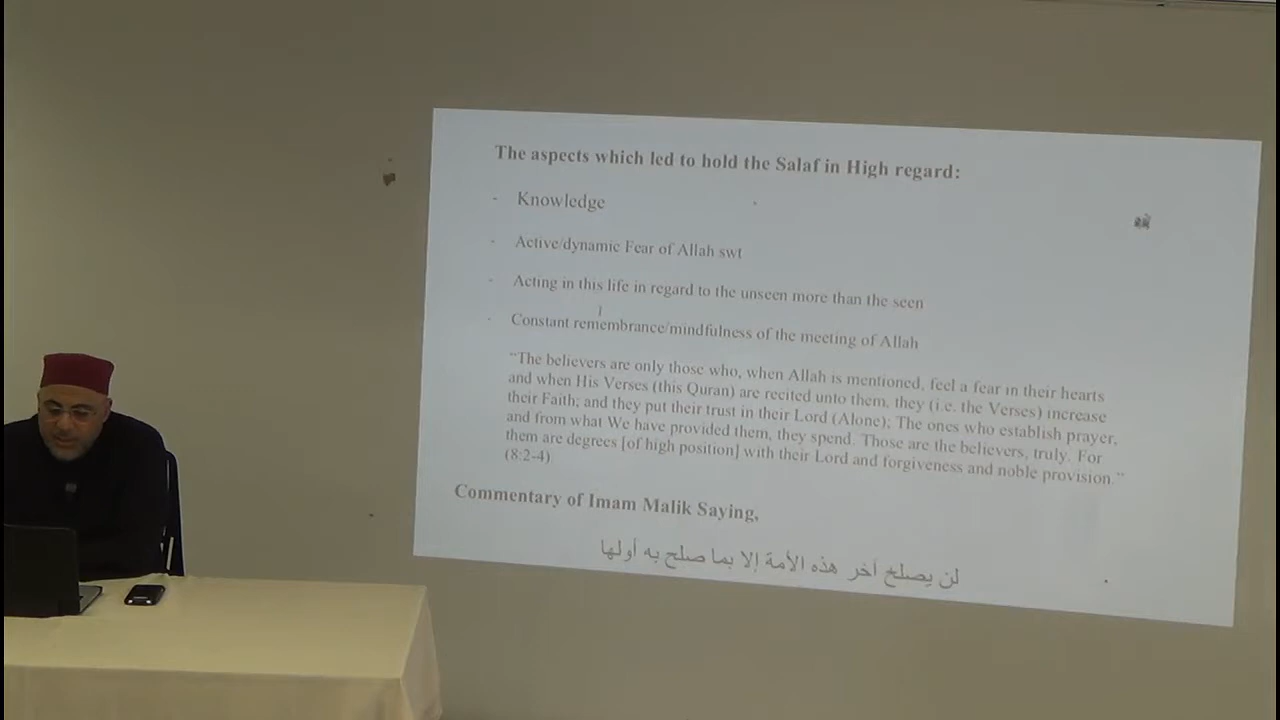 The aspects which led to hold the Salaf in High regard:
- Knowledge
- Active/dynamic Fear of Allah swt
- Acting in this life in regard to the unseen more than the seen
- Constant remembrance/mindfulness of the meeting of Allah
“The believers are only those who, when Allah is mentioned, feel a fear in their hearts
and when His Verses (this Quran) are recited unto them, they (i.e. the Verses) increase
their Faith; and they put their trust in their Lord (Alone); The ones who establish prayer,
and from what We have provided them, they spend. Those are the believers, truly. For
them are degrees [of high position] with their Lord and forgiveness and noble provision.”
(8:2-4)
Commentary of Imam Malik Saying,
لن يصلح آخر هذه الأمة إلا بما صلح به أولها